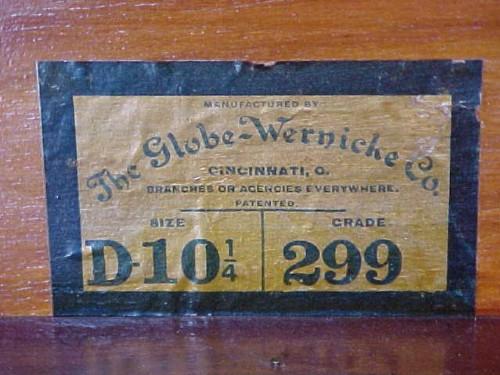 MANUFACTURED BY
The Globe-Wernicke Co.
CINCINNATI, O.
BRANCHES OR AGENCIES EVERYWHERE.
PATENTED.
SIZE GRADE
D-10 1/4 299